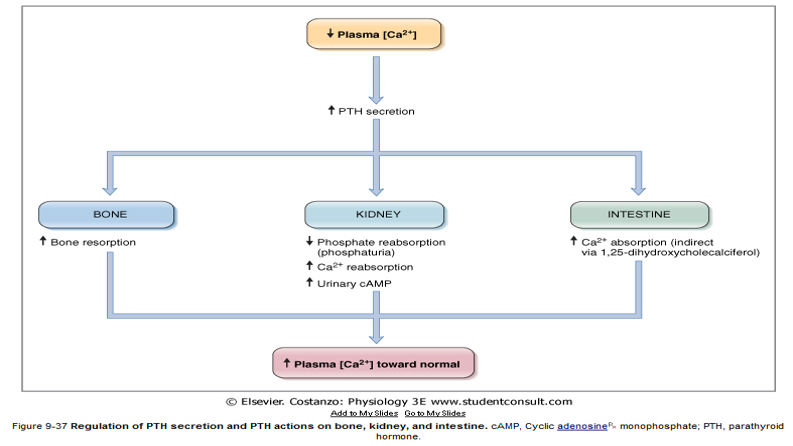 ↓ Plasma [Ca²⁺]
↑ PTH secretion
BONE
↑ Bone resorption
KIDNEY
↓ Phosphate reabsorption
(phosphaturia)
↑ Ca²⁺ reabsorption
↑ Urinary cAMP
INTESTINE
↑ Ca²⁺ absorption (indirect
via 1,25-dihydroxycholecalciferol)
↑ Plasma [Ca²⁺] toward normal
© Elsevier. Costanzo: Physiology 3E www.studentconsult.com
Add to My Slides Go to My Slides
Figure 9-37 Regulation of PTH secretion and PTH actions on bone, kidney, and intestine. cAMP, Cyclic adenosine monophosphate; PTH, parathyroid
hormone.